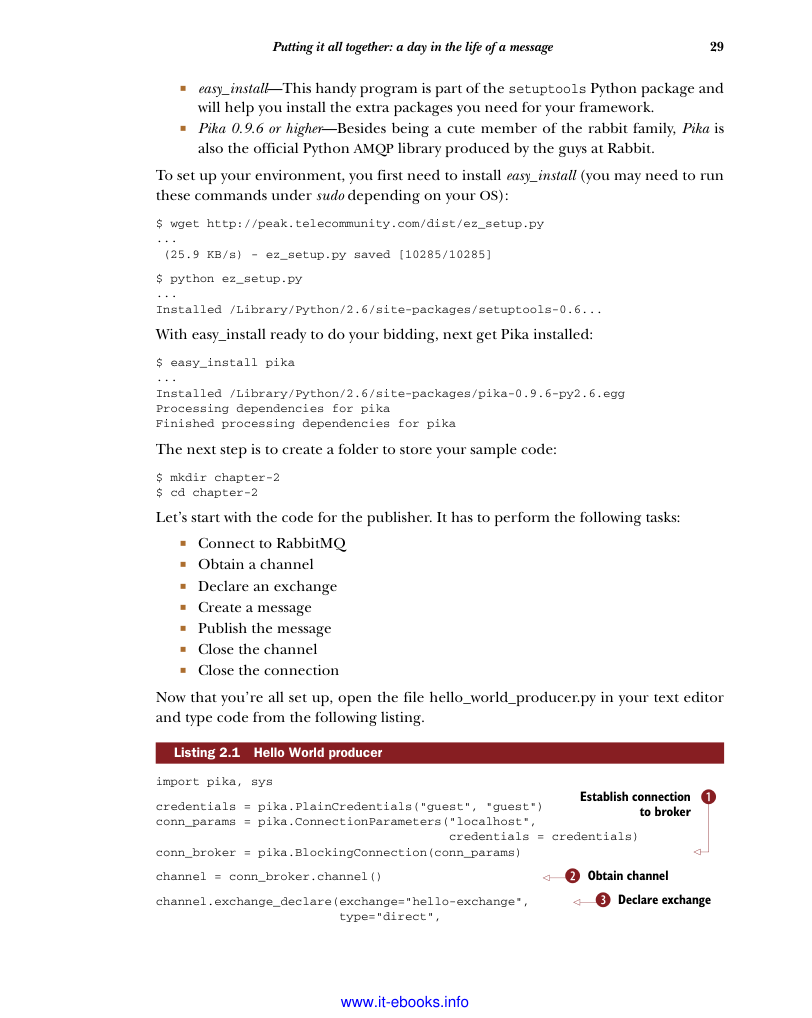 Putting it all together: a day in the life of a message 29
■ easy_install—This handy program is part of the setuptools Python package and
will help you install the extra packages you need for your framework.
■ Pika 0.9.6 or higher—Besides being a cute member of the rabbit family, Pika is
also the official Python AMQP library produced by the guys at Rabbit.
To set up your environment, you first need to install easy_install (you may need to run
these commands under sudo depending on your OS):
$ wget http://peak.telecommunity.com/dist/ez_setup.py
...
(25.9 KB/s) - ez_setup.py saved [10285/10285]
$ python ez_setup.py
...
Installed /Library/Python/2.6/site-packages/setuptools-0.6...
With easy_install ready to do your bidding, next get Pika installed:
$ easy_install pika
...
Installed /Library/Python/2.6/site-packages/pika-0.9.6-py2.6.egg
Processing dependencies for pika
Finished processing dependencies for pika
The next step is to create a folder to store your sample code:
$ mkdir chapter-2
$ cd chapter-2
Let's start with the code for the publisher. It has to perform the following tasks:
■ Connect to RabbitMQ
■ Obtain a channel
■ Declare an exchange
■ Create a message
■ Publish the message
■ Close the channel
■ Close the connection
Now that you're all set up, open the file hello_world_producer.py in your text editor
and type code from the following listing.
Listing 2.1 Hello World producer
import pika, sys
Establish connection 1
to broker
credentials = pika.PlainCredentials("guest", "guest")
conn_params = pika.ConnectionParameters("localhost",
credentials = credentials)
conn_broker = pika.BlockingConnection(conn_params)
channel = conn_broker.channel() 2 Obtain channel
channel.exchange_declare(exchange="hello-exchange", 3 Declare exchange
type="direct",
www.it-ebooks.info